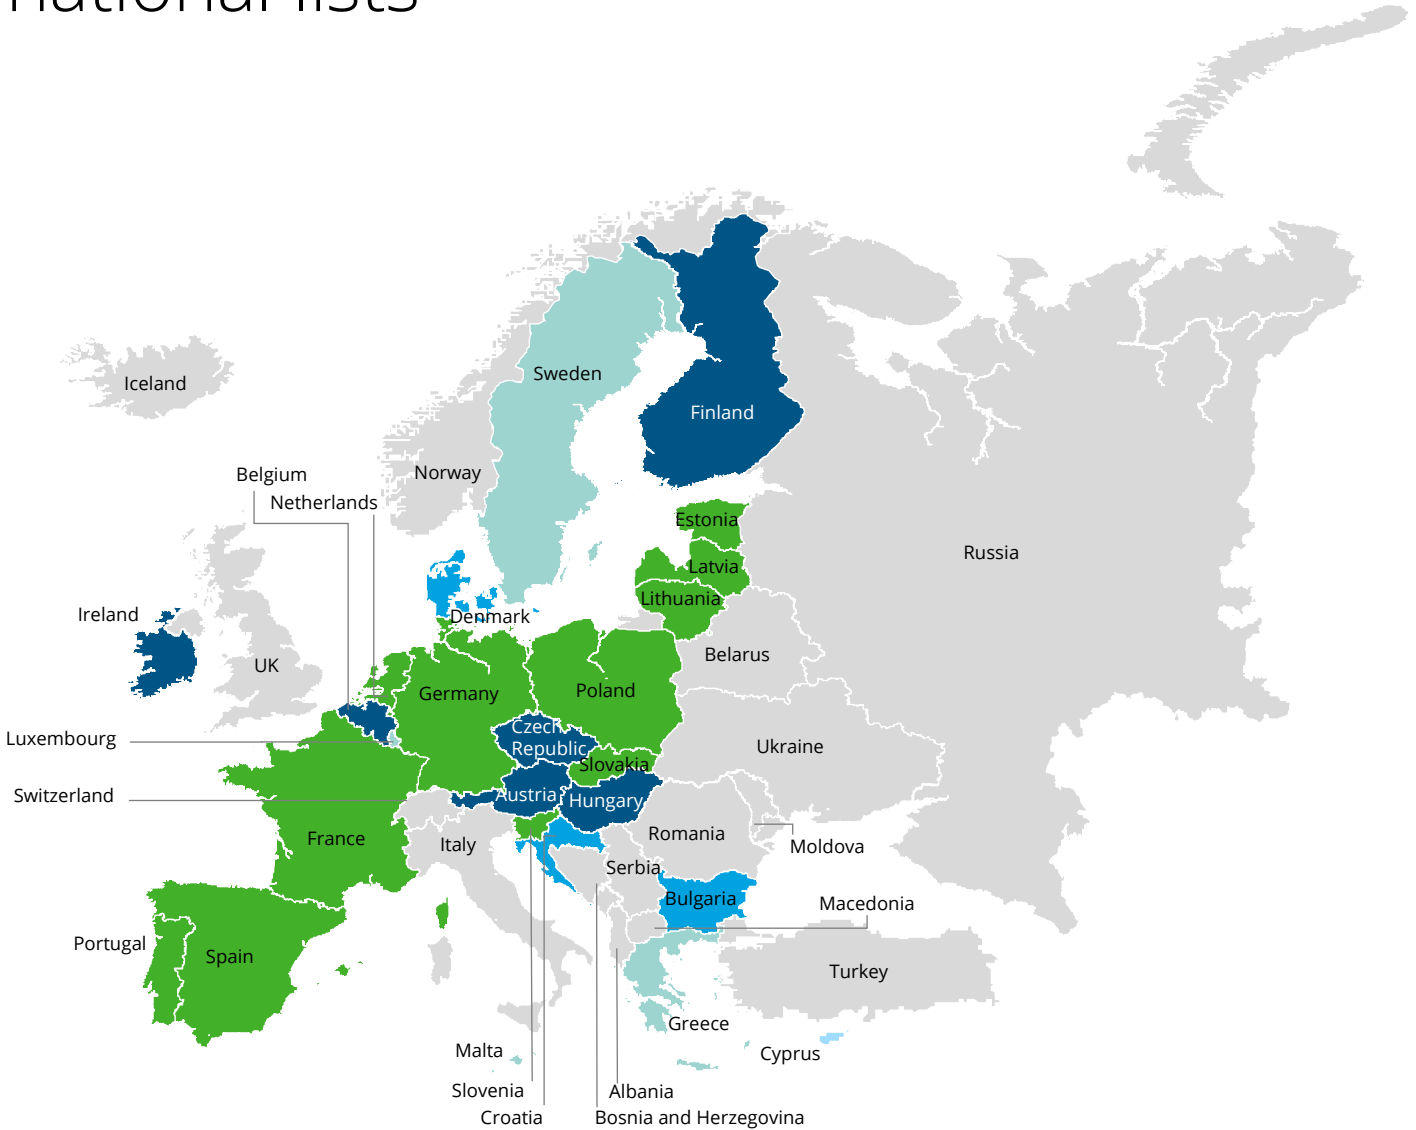 national lists
Iceland
Sweden
Finland
Norway
Belgium
Netherlands
Estonia
Russia
Latvia
Lithuania
Ireland
Denmark
Belarus
UK
Germany
Poland
Czech
Republic
Luxembourg
Ukraine
Slovakia
Switzerland
Austria
Hungary
France
Italy
Romania
Moldova
Serbia
Bulgaria
Macedonia
Portugal
Spain
Turkey
Greece
Malta
Cyprus
Slovenia
Albania
Croatia
Bosnia and Herzegovina